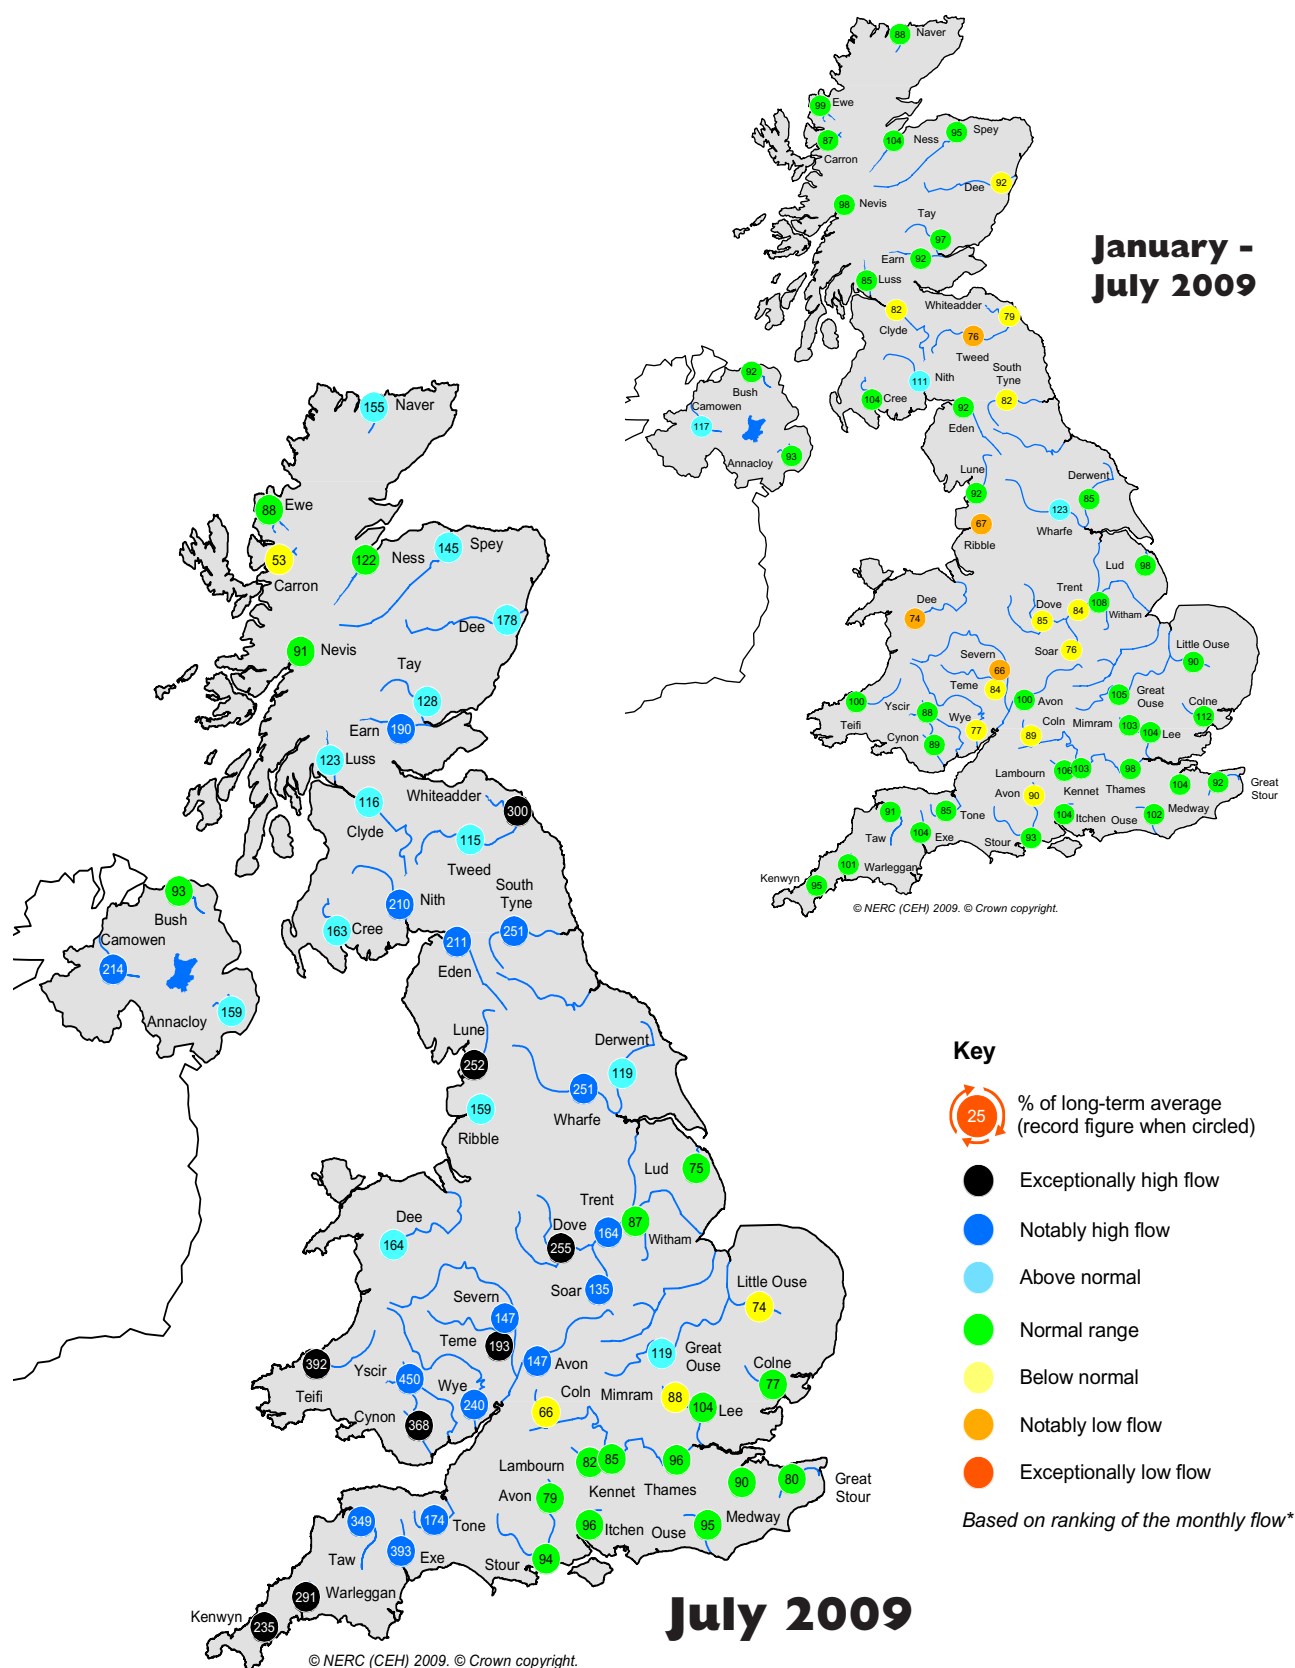 88 Naver
99 Ewe
87
Carron
104 Ness
95 Spey
Dee 92
98 Nevis
Tay
97
Earn 92
85 Luss
January -
July 2009
82
Clyde
Whiteadder
79
76
Tweed
South
Tyne
82
111 Nith
104 Cree
92
Eden
92
Bush
Camowen
117
Annacloy 93
Lune
92
Derwent
85
123
Wharfe
67
Ribble
Lud 98
Trent
84 108
Witham
Dove
85
Soar 76
Dee
74
Little Ouse
90
Severn
66
Teme 84
100
Teifi
Yscir 88
Wye 77
Cynon 89
100 Avon
Coln
89
105 Great
Ouse
Mimram 103
104 Lee
Colne
112
Lambourn 106 103
Kennet
98
Thames
104
Medway
92 Great
Stour
Avon 90
104 Itchen
Ouse 102
91
Taw
85 Tone
104 Exe
Stour 93
101
Warleggan
Kenwyn 95
© NERC (CEH) 2009. © Crown copyright.
155 Naver
88 Ewe
53
Carron
122 Ness
145 Spey
Dee 178
91 Nevis
Tay
128
Earn 190
123 Luss
116
Clyde
Whiteadder
300
115
Tweed
South
Tyne
251
210 Nith
163 Cree
211
Eden
93
Bush
Camowen
214
Annacloy 159
Lune
252
Derwent
119
251
Wharfe
159
Ribble
Lud 75
Trent
164 87
Witham
Dove
255
Soar 135
Dee
164
Little Ouse
74
Severn
147
Teme 193
392
Teifi
Yscir 450
Wye 240
Cynon 368
147 Avon
Coln
66
119 Great
Ouse
Mimram 88
104 Lee
Colne
77
Lambourn 82 85
Kennet
96
Thames
90
Medway
80 Great
Stour
Avon 79
96 Itchen
Ouse 95
349
Taw
174 Tone
393 Exe
Stour 94
291 Warleggan
Kenwyn 235
July 2009
© NERC (CEH) 2009. © Crown copyright.
Key
25 % of long-term average
(record figure when circled)
Exceptionally high flow
Notably high flow
Above normal
Normal range
Below normal
Notably low flow
Exceptionally low flow
Based on ranking of the monthly flow*